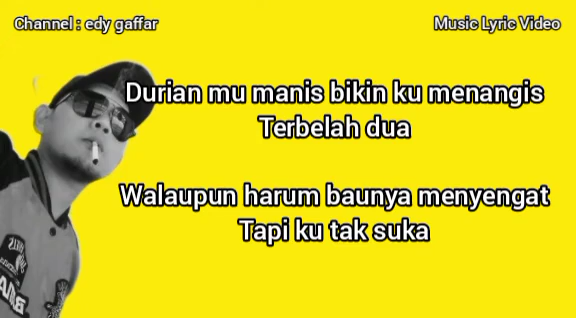 Channel : edy gaffar
Music Lyric Video
Durian mu manis bikin ku menangis
Terbelah dua
Walaupun harum baunya menyengat
Tapi ku tak suka